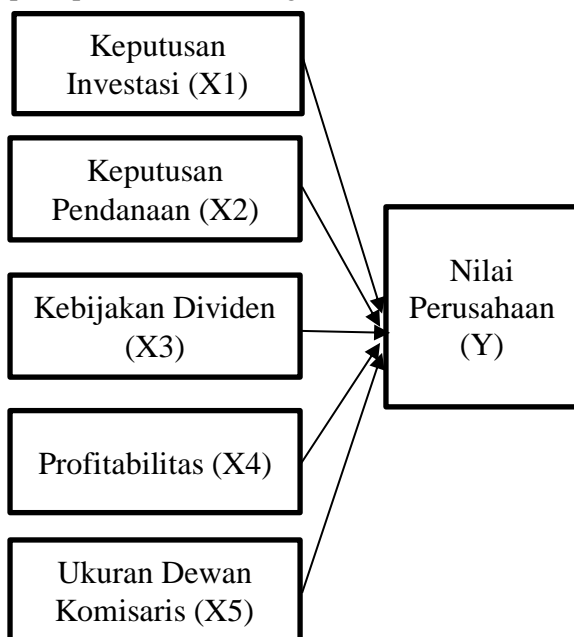 Keputusan
Investasi (X1)
Keputusan
Pendanaan (X2)
Kebijakan Dividen
(X3)
Profitabilitas (X4)
Ukuran Dewan
Komisaris (X5)
Nilai
Perusahaan
(Y)